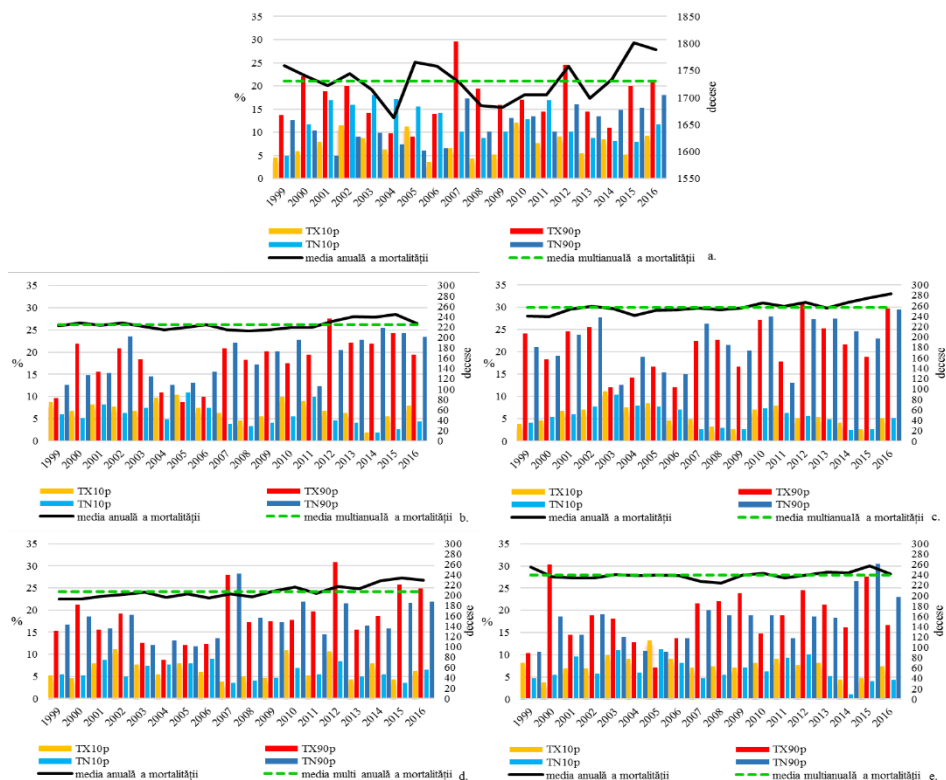 35 1850
30 1800
25 1750
20
% 15 1700 decese
10 1650
5 1600
0 1550
1999 2000 2001 2002 2003 2004 2005 2006 2007 2008 2009 2010 2011 2012 2013 2014 2015 2016
TX10p TX90p
TN10p TN90p
media anuală a mortalității media multianuală a mortalității a.
35 300
30 280
25 260
20 240
15 220
10 200
5 180
0 160
% 140 decese
120
100
80
60
40
20
0
1999 2000 2001 2002 2003 2004 2005 2006 2007 2008 2009 2010 2011 2012 2013 2014 2015 2016
TX10p TX90p
TN10p TN90p
media anuală a mortalității media multianuală a mortalității b.
35 300
30 280
25 260
20 240
15 220
10 200
5 180
0 160
% 140 decese
120
100
80
60
40
20
0
1999 2000 2001 2002 2003 2004 2005 2006 2007 2008 2009 2010 2011 2012 2013 2014 2015 2016
TX10p TX90p
TN10p TN90p
media anuală a mortalității media multianuală a mortalității c.
35 300
30 280
25 260
20 240
15 220
10 200
5 180
0 160
% 140 decese
120
100
80
60
40
20
0
1999 2000 2001 2002 2003 2004 2005 2006 2007 2008 2009 2010 2011 2012 2013 2014 2015 2016
TX10p TX90p
TN10p TN90p
media anuală a mortalității media multi anuală a mortalității d.
35 300
30 280
25 260
20 240
15 220
10 200
5 180
0 160
% 140 decese
120
100
80
60
40
20
0
1999 2000 2001 2002 2003 2004 2005 2006 2007 2008 2009 2010 2011 2012 2013 2014 2015 2016
TX10p TX90p
TN10p TN90p
media anuală a mortalității media multianuală a mortalității e.